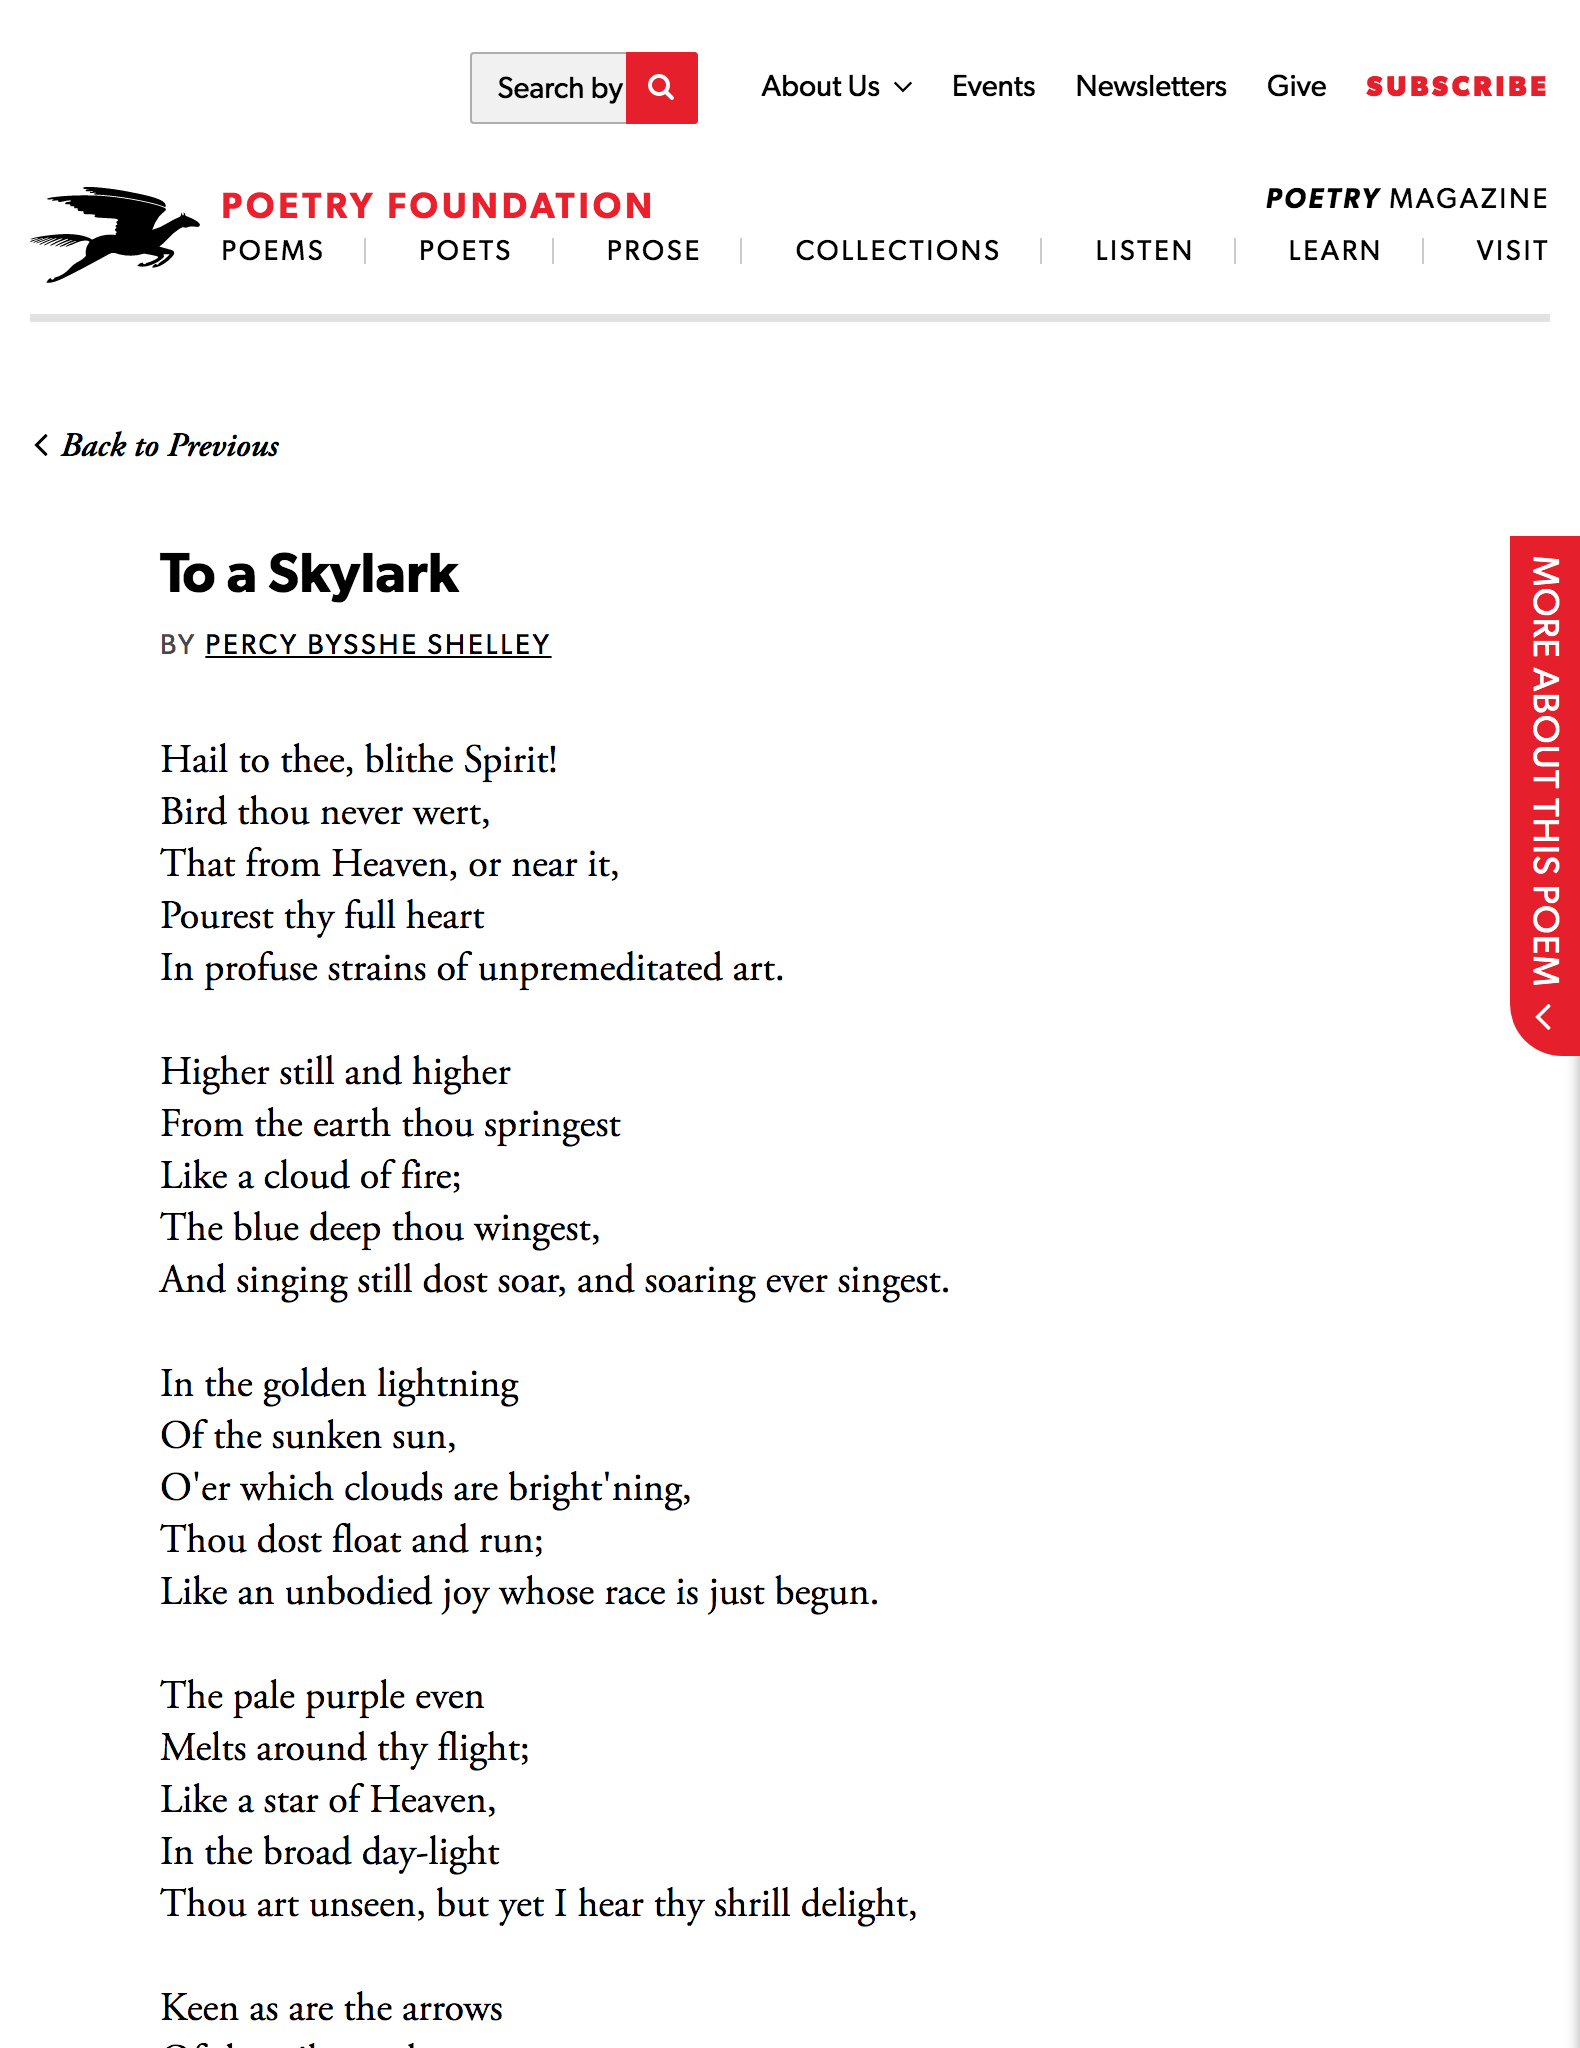 Search by
About Us
Events
Newsletters
Give
SUBSCRIBE
POETRY FOUNDATION
POETRY MAGAZINE
POEMS
POETS
PROSE
COLLECTIONS
LISTEN
LEARN
VISIT
Back to Previous
To a Skylark
BY PERCY BYSSHE SHELLEY
MORE ABOUT THIS POEM
Hail to thee, blithe Spirit!
Bird thou never wert,
That from Heaven, or near it,
Pourest thy full heart
In profuse strains of unpremeditated art.
Higher still and higher
From the earth thou springest
Like a cloud of fire;
The blue deep thou wingest,
And singing still dost soar, and soaring ever singest.
In the golden lightning
Of the sunken sun,
O'er which clouds are bright'ning,
Thou dost float and run;
Like an unbodied joy whose race is just begun.
The pale purple even
Melts around thy flight;
Like a star of Heaven,
In the broad day-light
Thou art unseen, but yet I hear thy shrill delight,
Keen as are the arrows